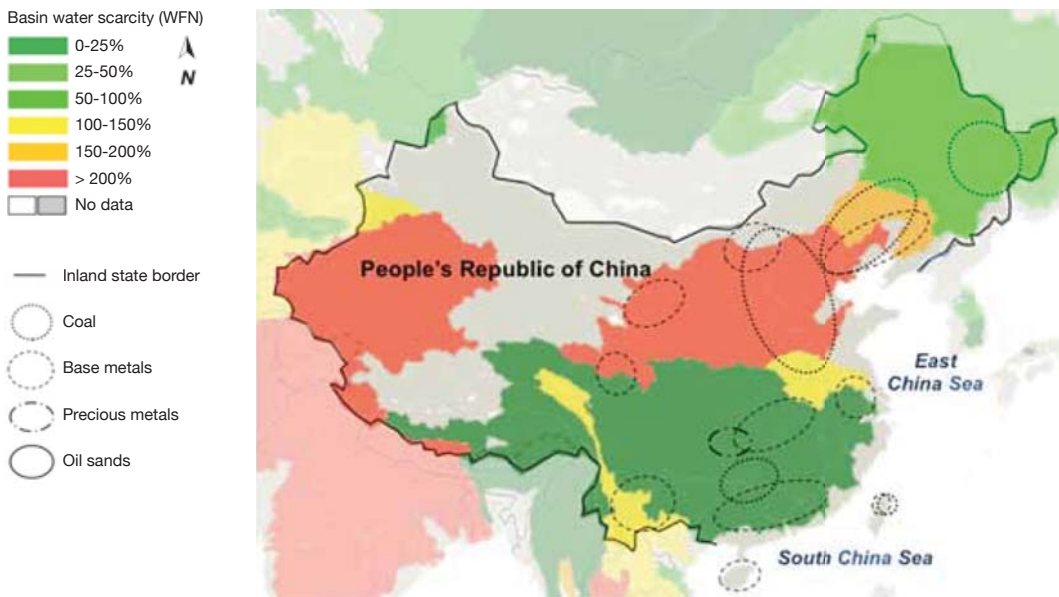 Basin water scarcity (WFN)
0-25%
25-50%
50-100%
100-150%
150-200%
> 200%
No data
N
Inland state border
Coal
Base metals
Precious metals
Oil sands
People's Republic of China
East
China Sea
South China Sea